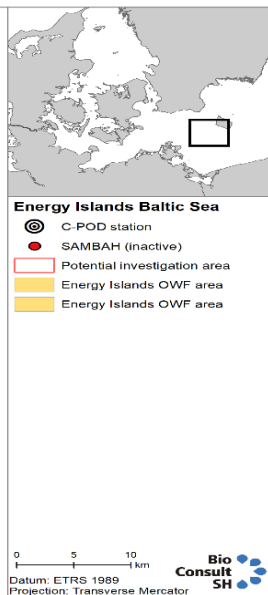 Energy Islands Baltic Sea
C-POD station
SAMBAH (inactive)
Potential investigation area
Energy Islands OWF area
Energy Islands OWF area
0 5 10
km
Bio
Consult
SH
Datum: ETRS 1989
Projection: Transverse Mercator